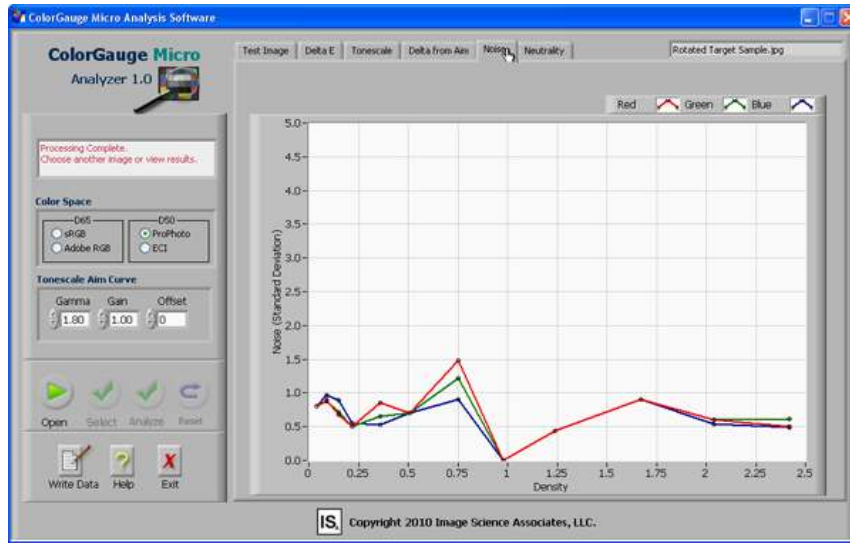 ColorGauge Micro Analysis Software
ColorGauge Micro
Analyzer 1.0
Test Image Delta E Tonescale Delta from Aim Noise Neutrality
Rotated Target Sample.jpg
Processing Complete.
Choose another image or view results.
Color Space
D65 D50
sRGB ProPhoto
Adobe RGB ECI
Tonescale Aim Curve
Gamma Gain Offset
1.80 1.00 0
Open Select Analyze Reset
Write Data Help Exit
Red Green Blue
5.0
4.5
4.0
3.5
3.0
2.5
2.0
1.5
1.0
0.5
0.0
Noise (Standard Deviation)
0 0.25 0.5 0.75 1 1.25 1.5 1.75 2 2.25 2.5
Density
IS Copyright 2010 Image Science Associates, LLC.